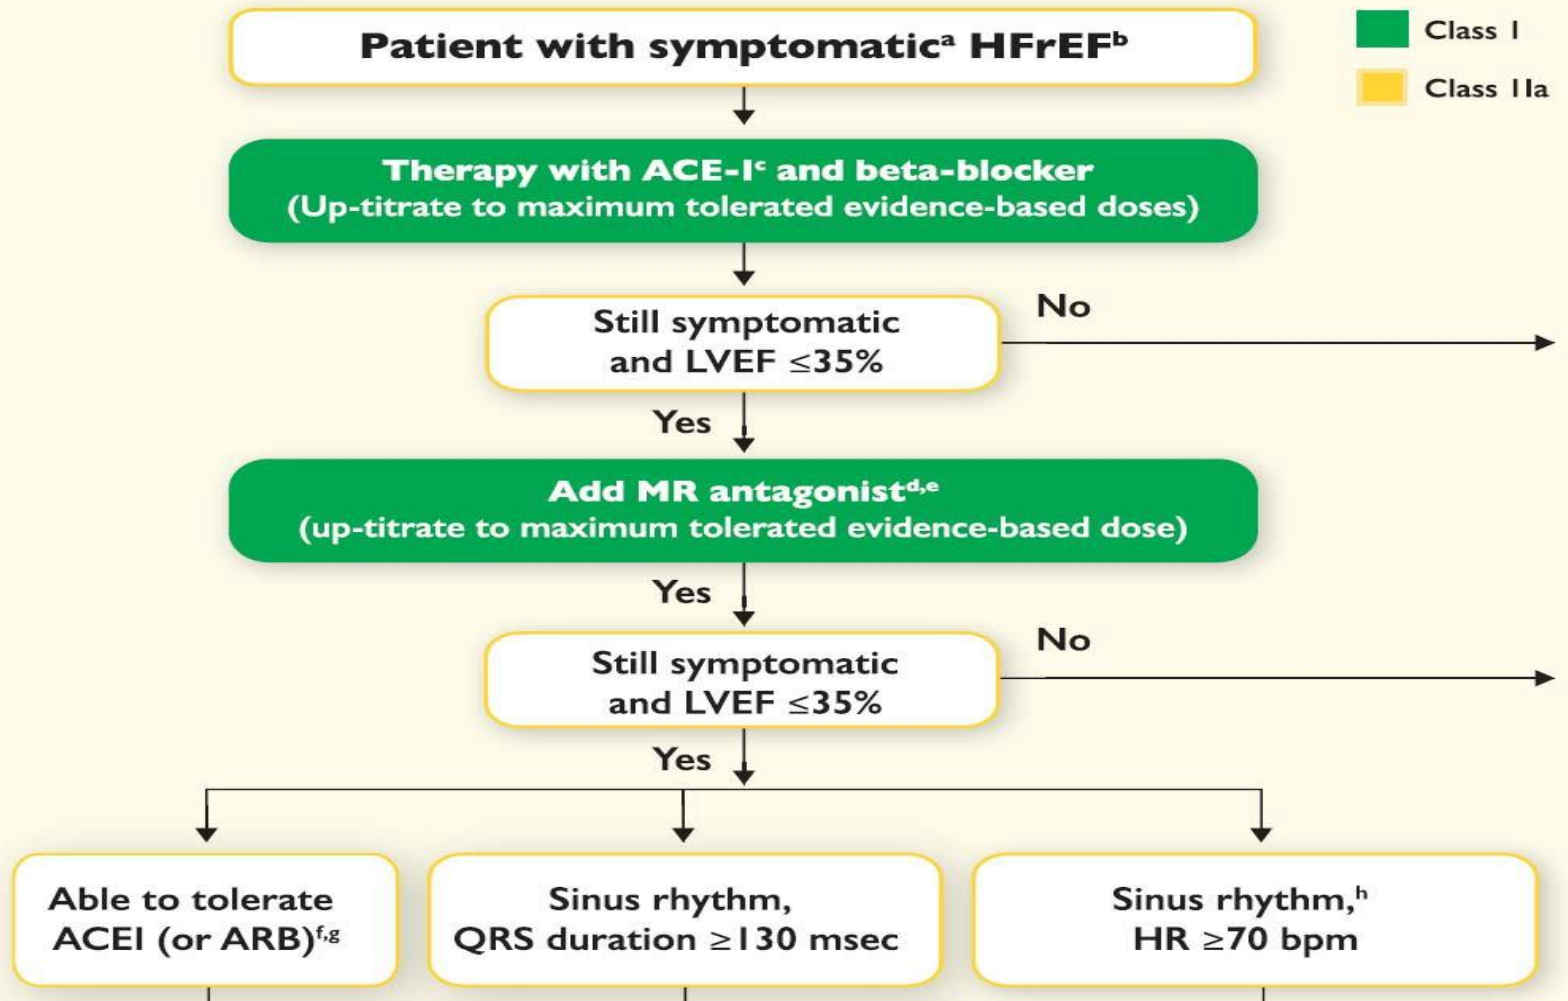 Patient with symptomaticᵃ HFrEFᵇ
Class I
Class IIa
Therapy with ACE-Iᶜ and beta-blocker
(Up-titrate to maximum tolerated evidence-based doses)
Still symptomatic
and LVEF ≤35%
No
Yes
Add MR antagonistᵈ,ᵉ
(up-titrate to maximum tolerated evidence-based dose)
Yes
Still symptomatic
and LVEF ≤35%
No
Yes
Able to tolerate
ACEI (or ARB)ᶠ,ᵍ
Sinus rhythm,
QRS duration ≥130 msec
Sinus rhythm,ʰ
HR ≥70 bpm